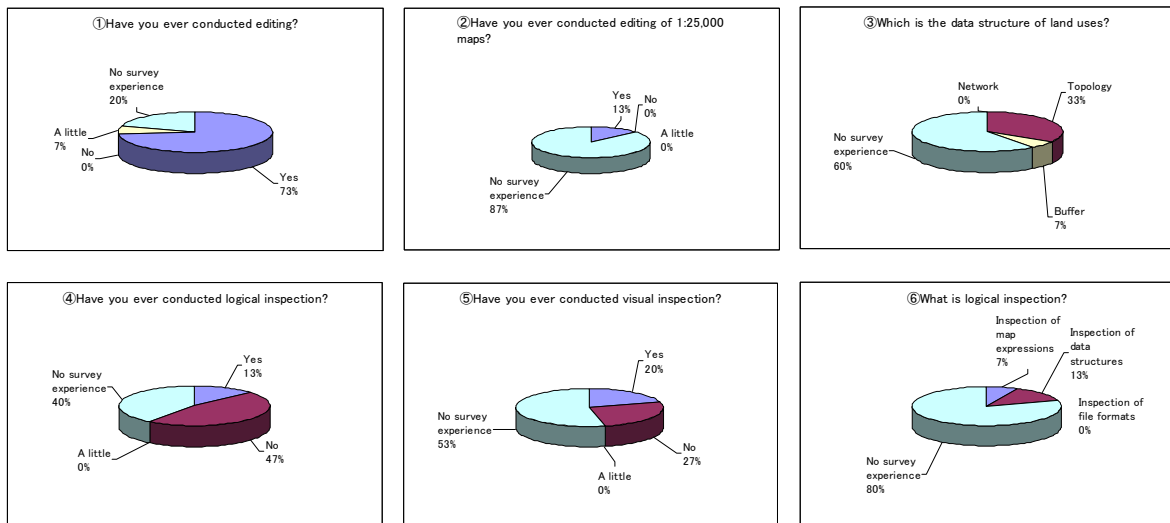 ①Have you ever conducted editing?
No survey
experience
20%
A little
7%
No
0%
Yes
73%
②Have you ever conducted editing of 1:25,000
maps?
Yes
13%
No
0%
A little
0%
No survey
experience
87%
③Which is the data structure of land uses?
Network
0%
Topology
33%
No survey
experience
60%
Buffer
7%
④Have you ever conducted logical inspection?
Yes
13%
No survey
experience
40%
A little
0%
No
47%
⑤Have you ever conducted visual inspection?
Yes
20%
No survey
experience
53%
A little
0%
No
27%
⑥What is logical inspection?
Inspection of
map
expressions
7%
Inspection of
data
structures
13%
Inspection of
file formats
0%
No survey
experience
80%